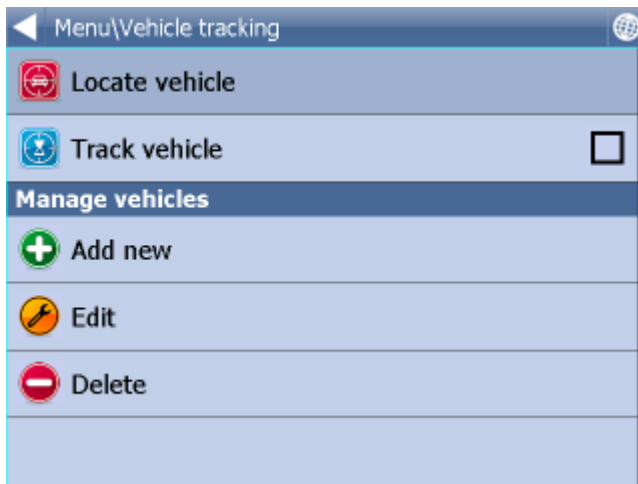 Menu\Vehicle tracking
Locate vehicle
Track vehicle
Manage vehicles
Add new
Edit
Delete